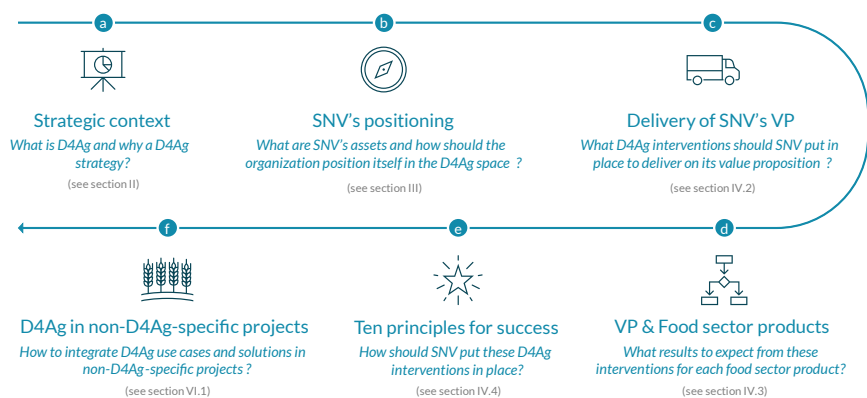 a
b
c
Strategic context
What is D4Ag and why a D4Ag
strategy?
(see section II)
SNV's positioning
What are SNV's assets and how should the
organization position itself in the D4Ag space ?
(see section III)
Delivery of SNV's VP
What D4Ag interventions should SNV put in
place to deliver on its value proposition ?
(see section IV.2)
f
e
d
D4Ag in non-D4Ag-specific projects
How to integrate D4Ag use cases and solutions in
non-D4Ag-specific projects ?
(see section VI.1)
Ten principles for success
How should SNV put these D4Ag
interventions in place?
(see section IV.4)
VP & Food sector products
What results to expect from these
interventions for each food sector product?
(see section IV.3)